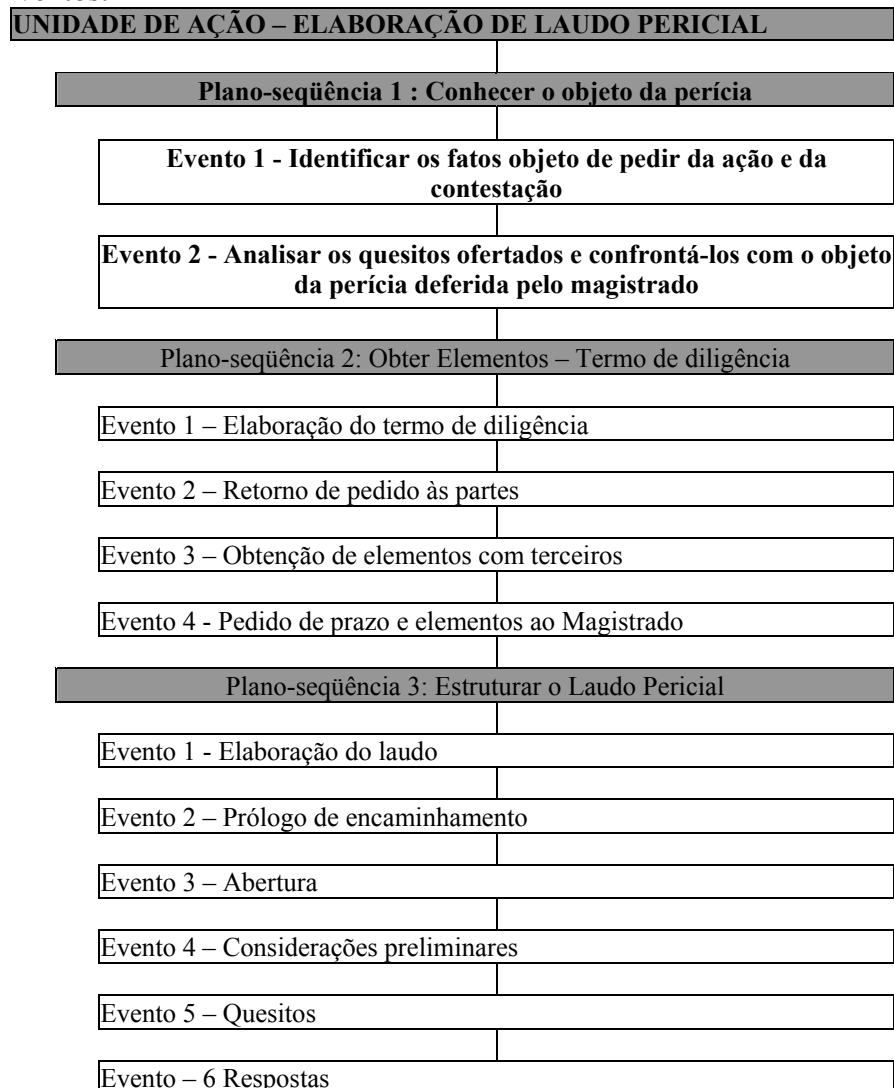 UNIDADE DE AÇÃO – ELABORAÇÃO DE LAUDO PERICIAL
Plano-seqüência 1 : Conhecer o objeto da perícia
Evento 1 - Identificar os fatos objeto de pedir da ação e da
contestação
Evento 2 - Analisar os quesitos ofertados e confrontá-los com o objeto
da perícia deferida pelo magistrado
Plano-seqüência 2: Obter Elementos – Termo de diligência
Evento 1 – Elaboração do termo de diligência
Evento 2 – Retorno de pedido às partes
Evento 3 – Obtenção de elementos com terceiros
Evento 4 - Pedido de prazo e elementos ao Magistrado
Plano-seqüência 3: Estruturar o Laudo Pericial
Evento 1 - Elaboração do laudo
Evento 2 – Prólogo de encaminhamento
Evento 3 – Abertura
Evento 4 – Considerações preliminares
Evento 5 – Quesitos
Evento – 6 Respostas